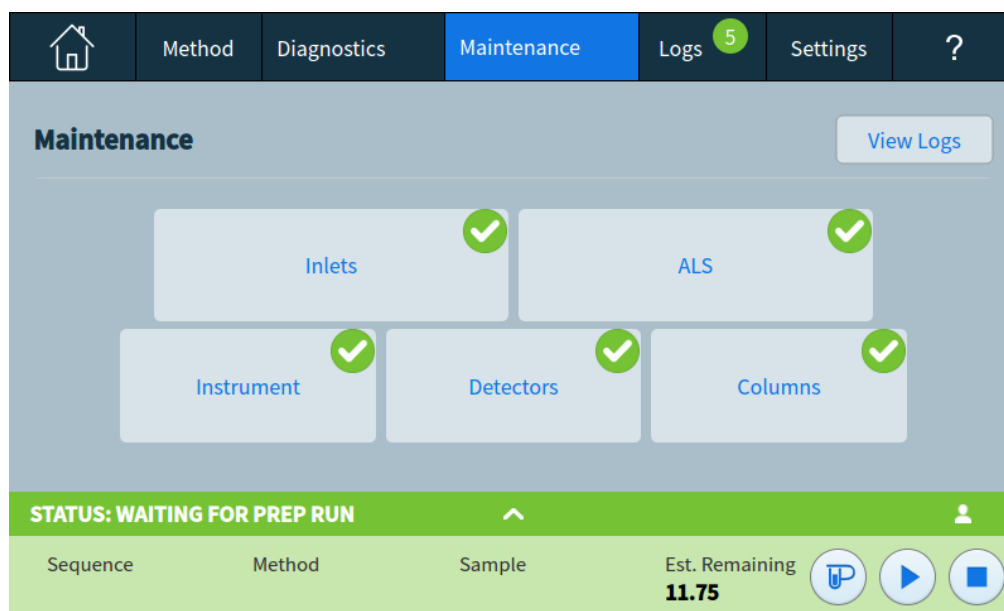 Method Diagnostics Maintenance Logs 5 Settings ?
Maintenance View Logs
Inlets ALS
Instrument Detectors Columns
STATUS: WAITING FOR PREP RUN
Sequence Method Sample Est. Remaining
11.75